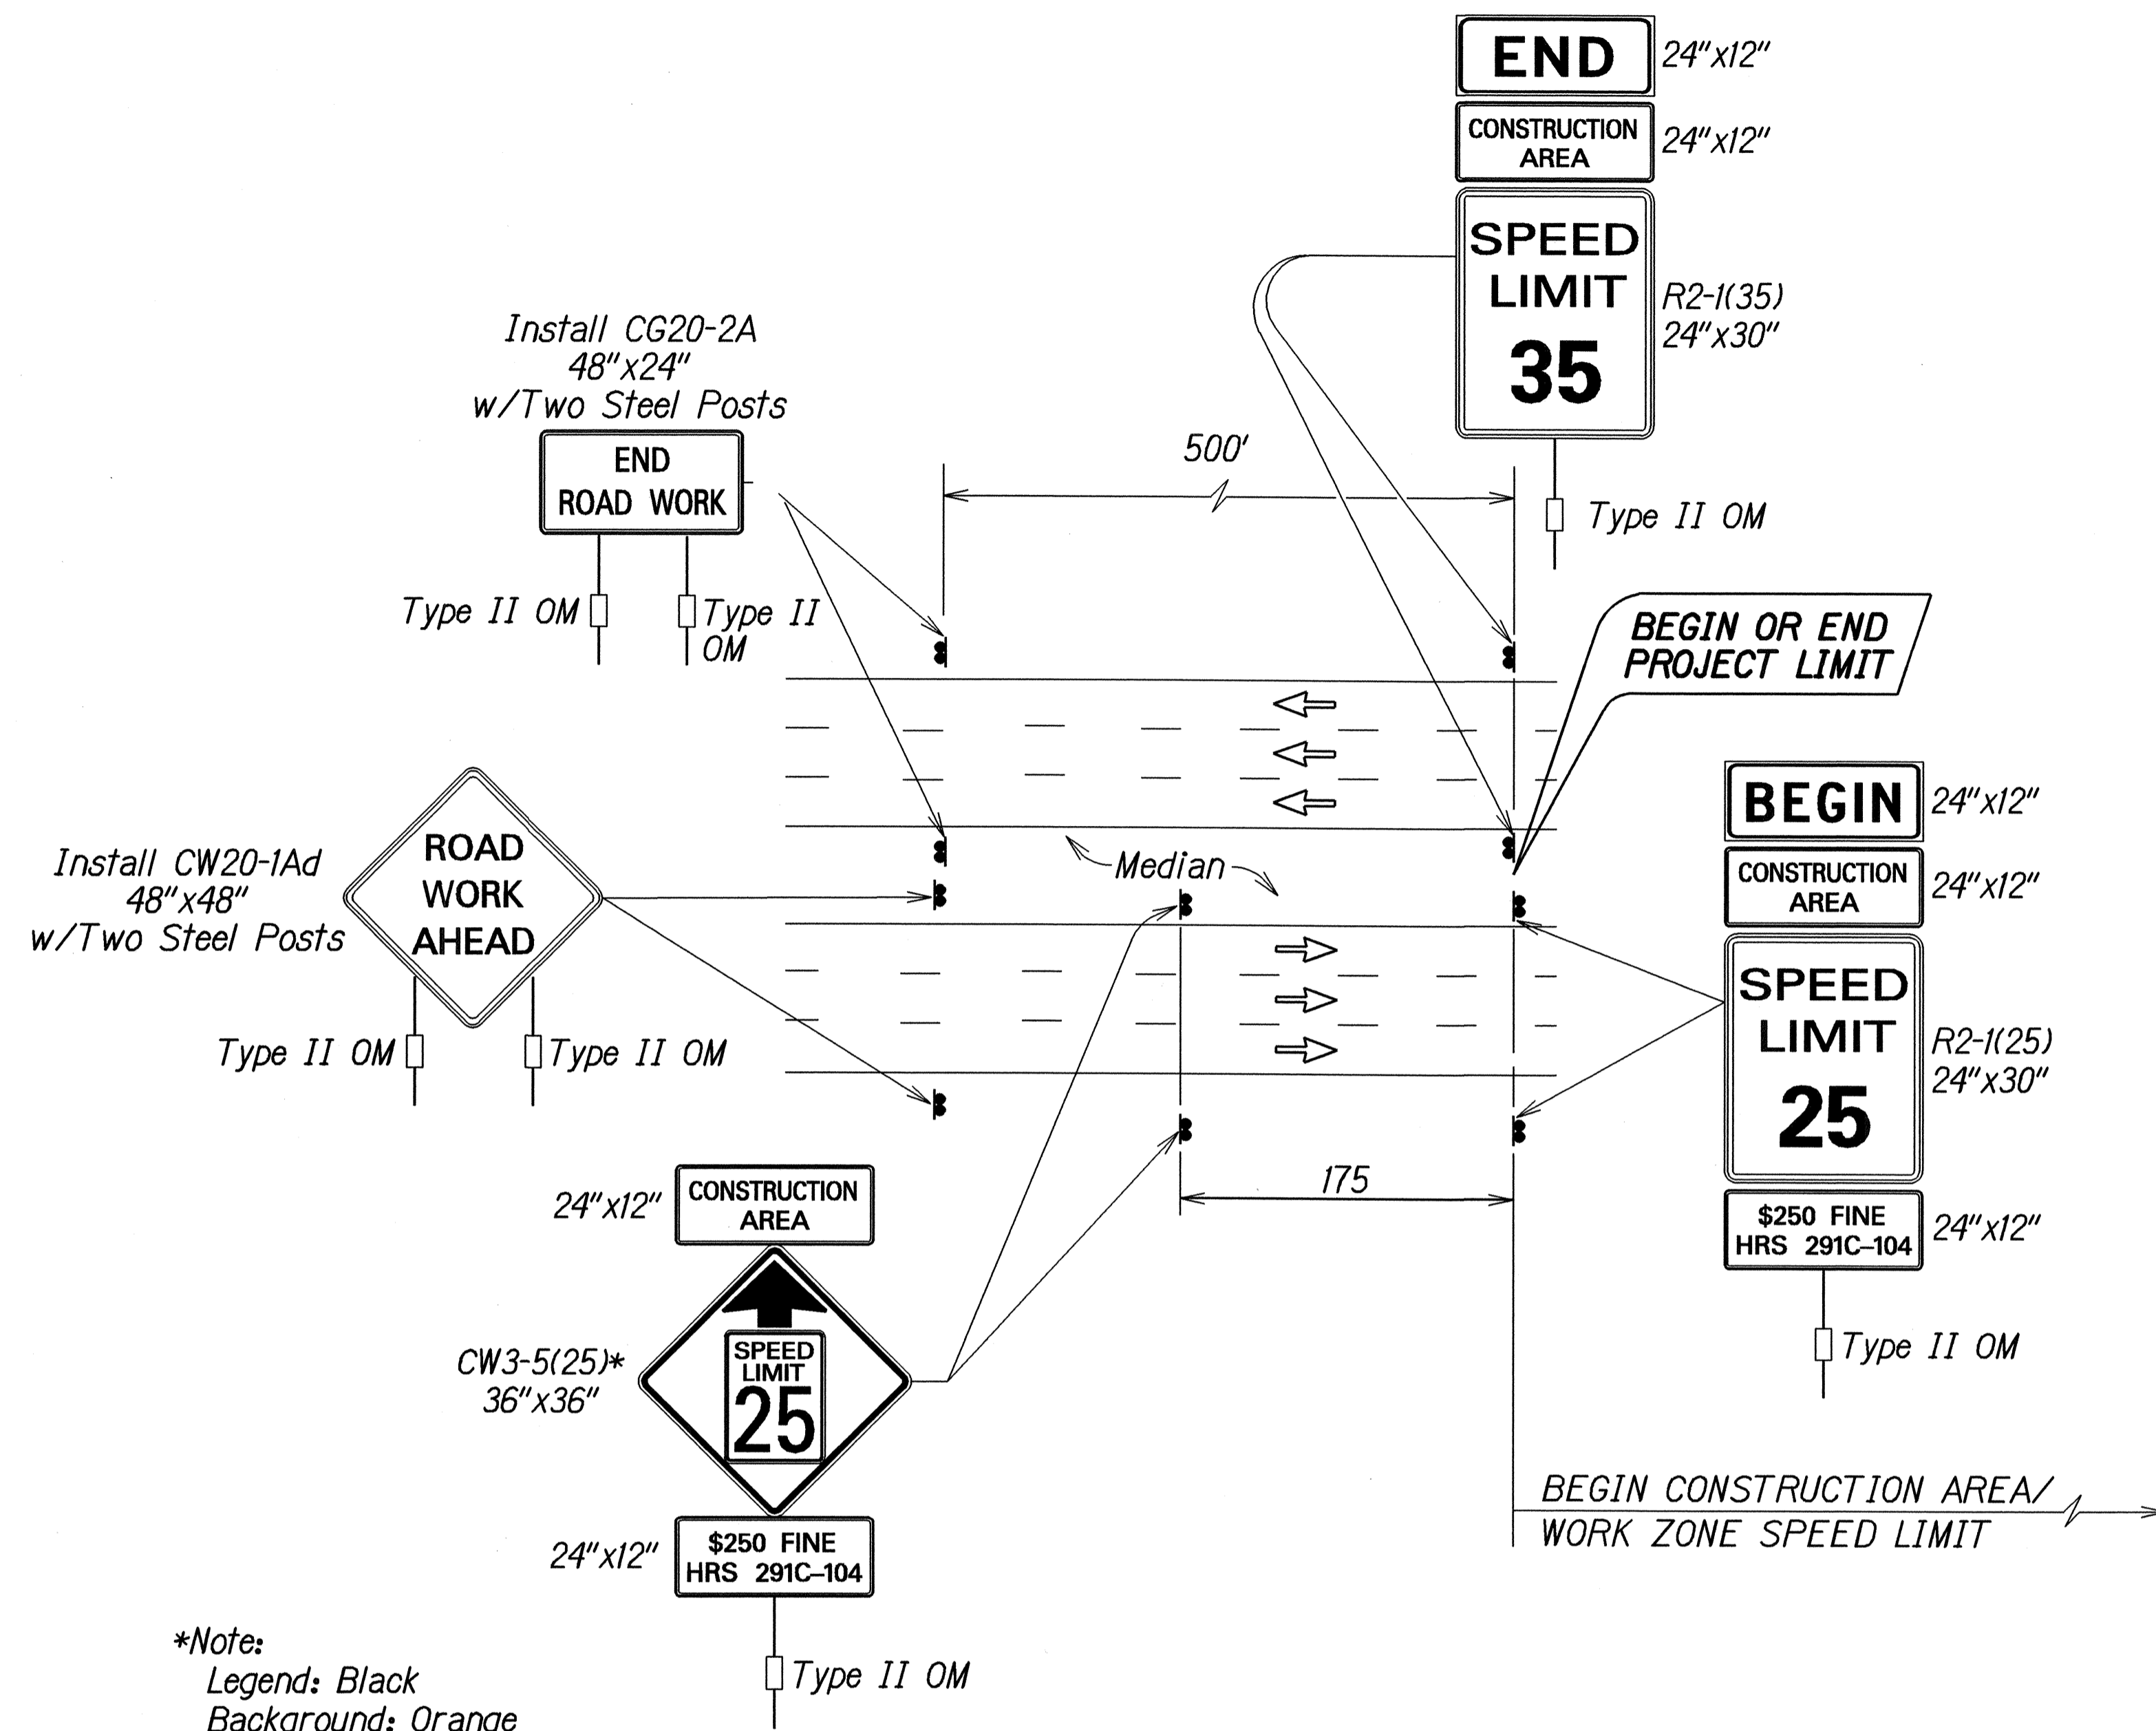 END
24"x12"
CONSTRUCTION
AREA
24"x12"
SPEED
LIMIT
35
R2-1(35)
24"x30"
Type II OM
Install CG20-2A
48"x24"
w/Two Steel Posts
END
ROAD WORK
Type II OM
Type II
OM
500'
BEGIN OR END
PROJECT LIMIT
Install CW20-1Ad
48"x48"
w/Two Steel Posts
ROAD
WORK
AHEAD
Type II OM
Type II OM
Median
BEGIN
24"x12"
CONSTRUCTION
AREA
24"x12"
SPEED
LIMIT
25
R2-1(25)
24"x30"
$250 FINE
HRS 291C-104
24"x12"
Type II OM
175
24"x12"
CONSTRUCTION
AREA
CW3-5(25)*
36"x36"
SPEED
LIMIT
25
24"x12"
$250 FINE
HRS 291C-104
Type II OM
BEGIN CONSTRUCTION AREA/
WORK ZONE SPEED LIMIT
*Note:
Legend: Black
Background: Orange